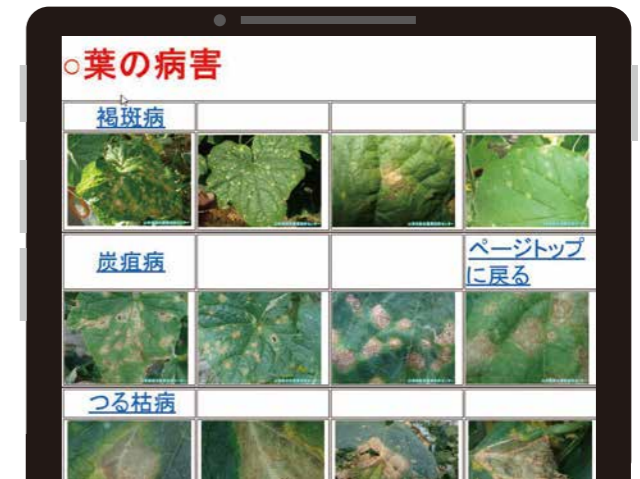 ○葉の病害
褐斑病
炭疽病
ページトップ
に戻る
つる枯病